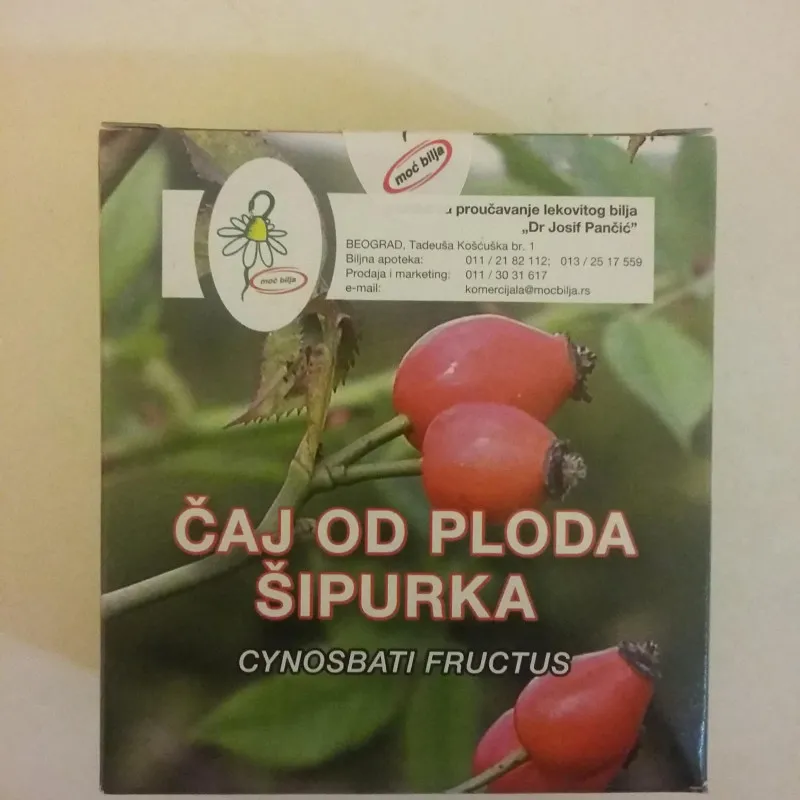 moć bilja
proučavanje lekovitog bilja
„Dr Josif Pančić”
BEOGRAD, Tadeuša Košćuška br. 1
Biljna apoteka: 011 / 21 82 112; 013 / 25 17 559
Prodaja i marketing: 011 / 30 31 617
e-mail: komercijala@mocbilja.rs
moć bilja
ČAJ OD PLODA
ŠIPURKA
CYNOSBATI FRUCTUS